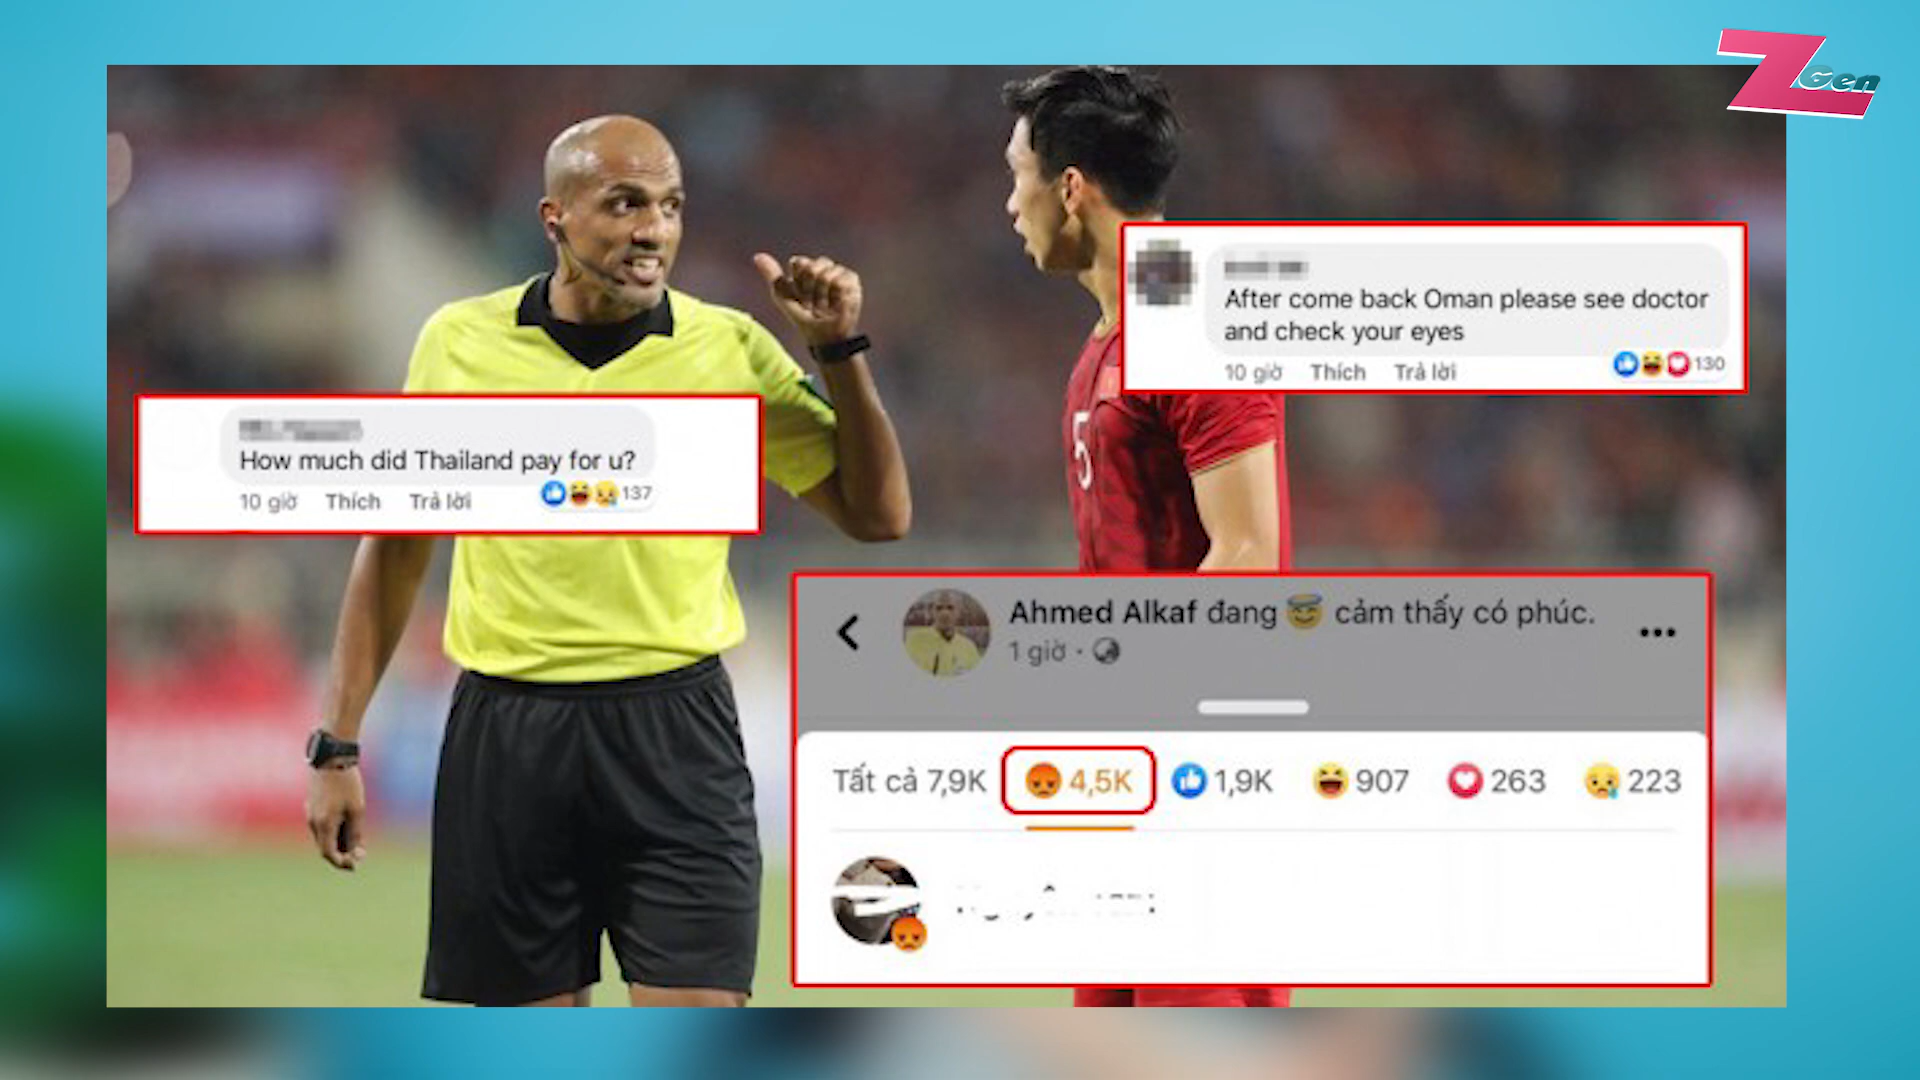 Z Gen
After come back Oman please see doctor
and check your eyes
10 giờ Thích Trả lời 130
How much did Thailand pay for u?
10 giờ Thích Trả lời 137
5
Ahmed Alkaf đang cảm thấy có phúc.
1 giờ
Tất cả 7,9K 4,5K 1,9K 907 263 223